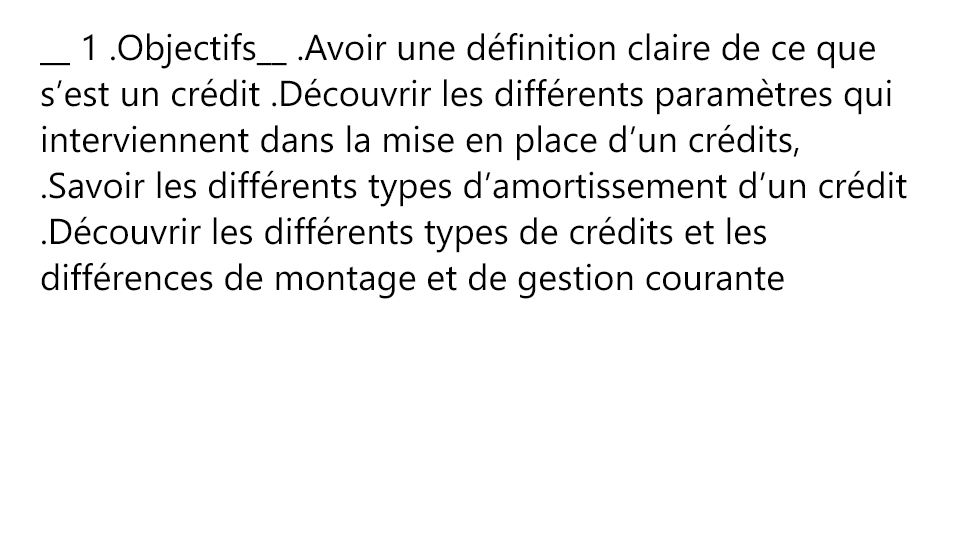 __ 1 .Objectifs__ .Avoir une définition claire de ce que
s’est un crédit .Découvrir les différents paramètres qui
interviennent dans la mise en place d’un crédits,
.Savoir les différents types d’amortissement d’un crédit
.Découvrir les différents types de crédits et les
différences de montage et de gestion courante